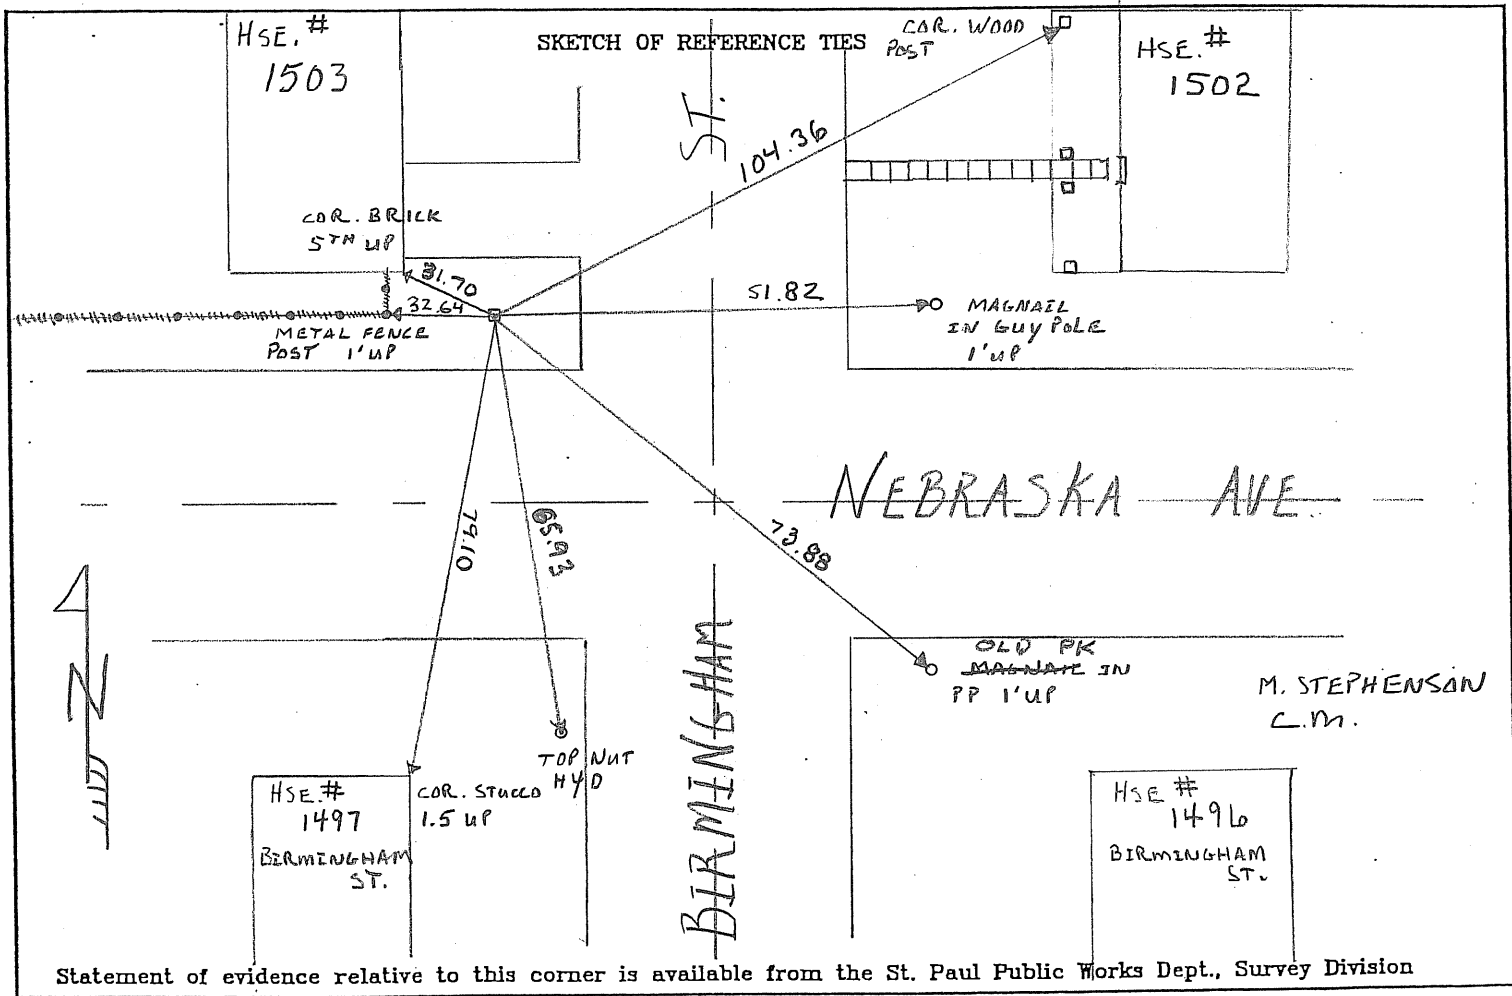 HSE. #
1503
SKETCH OF REFERENCE TIES
COR. WOOD
POST
HSE. #
1502
ST.
104.36
COR. BRICK
5TH UP
31.70
32.64
51.82
METAL FENCE
POST 1' UP
MAGNAIL
IN GUY POLE
1' UP
NEBRASKA AVE.
79.10
65.93
73.88
N
BIRMINGHAM
OLD PK
MAGNAIL IN
PP 1' UP
M. STEPHENSON
C.M.
TOP NUT
HYD
HSE. #
1497
BIRMINGHAM
ST.
COR. STUCCO
1.5 UP
HSE #
1496
BIRMINGHAM
ST.
Statement of evidence relative to this corner is available from the St. Paul Public Works Dept., Survey Division